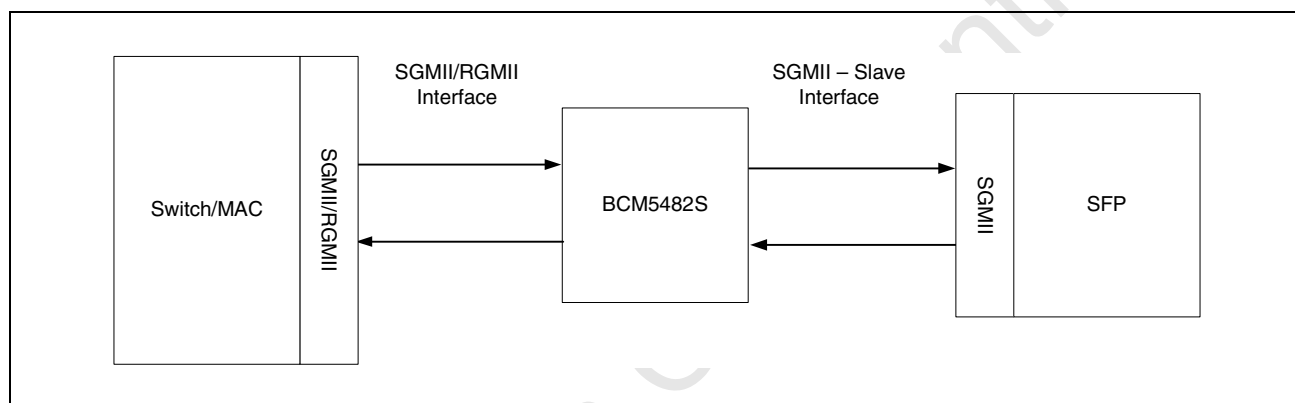 SGMII/RGMII
Interface
SGMII – Slave
Interface
Switch/MAC
SGMII/RGMII
BCM5482S
SGMII
SFP